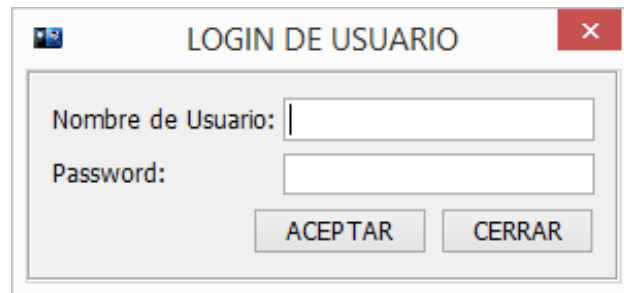 LOGIN DE USUARIO
Nombre de Usuario:
Password:
ACEPTAR CERRAR